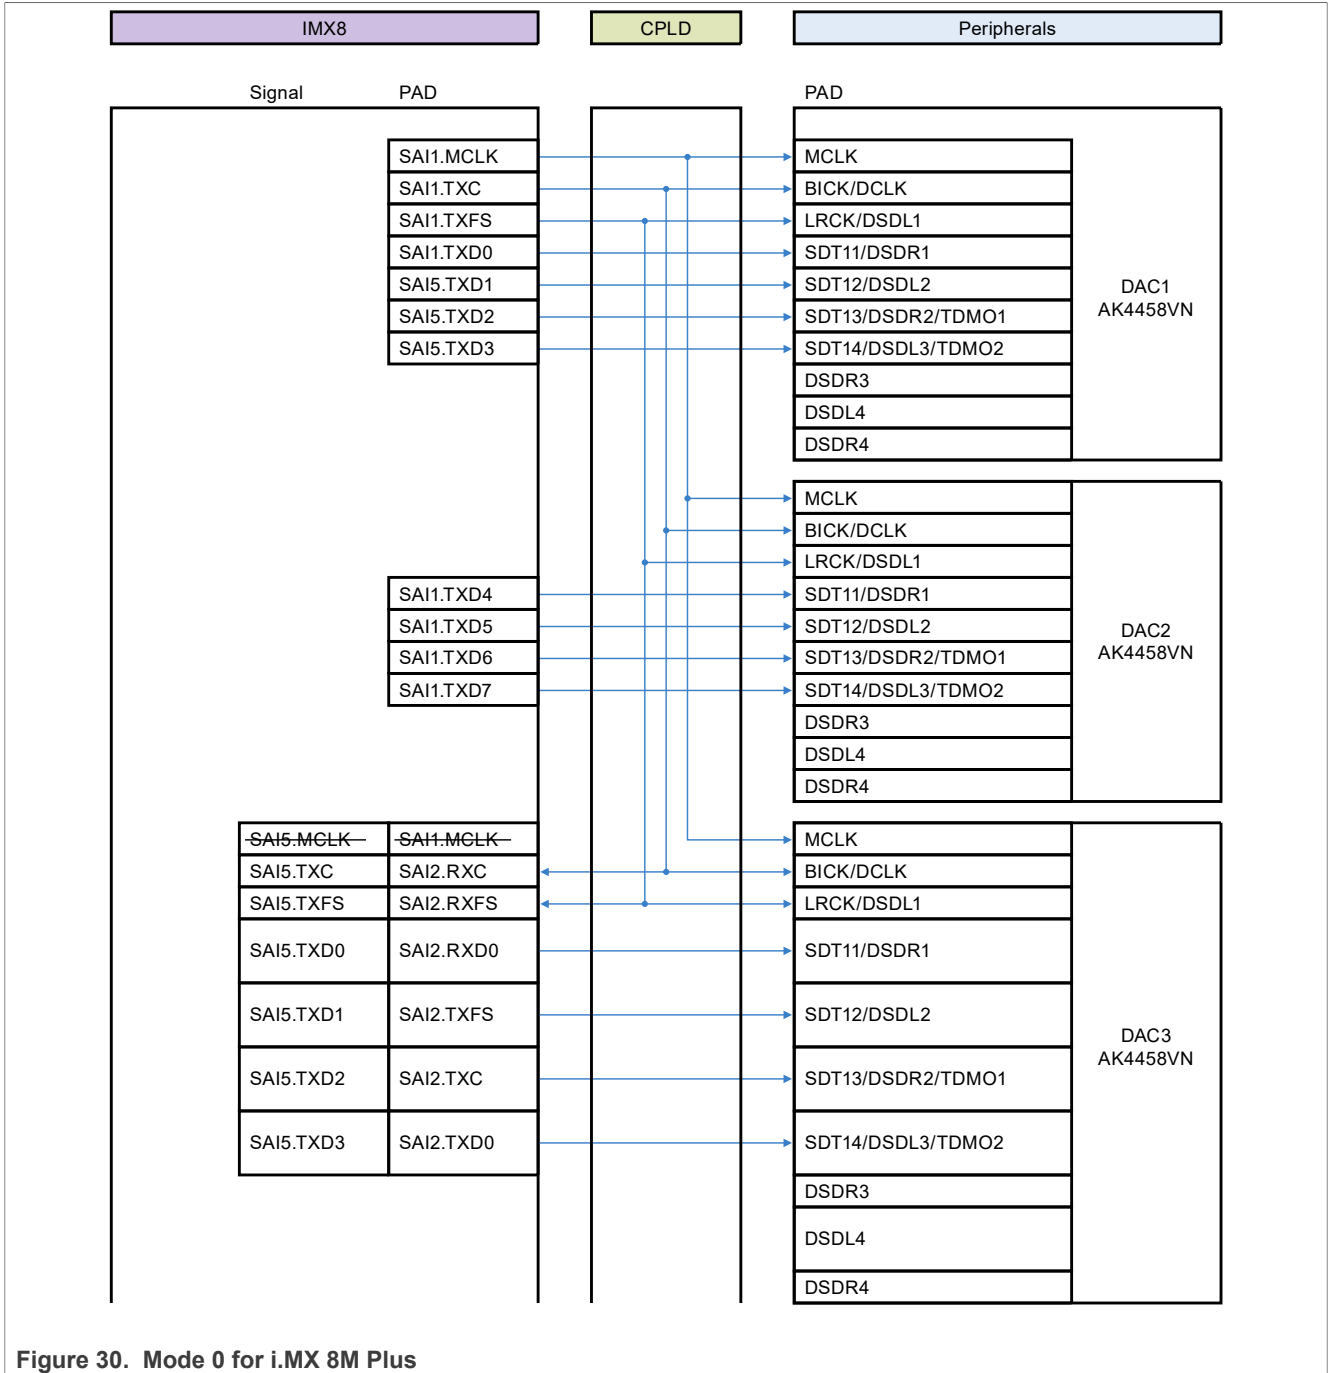 IMX8 CPLD Peripherals
Signal PAD PAD
SAI1.MCLK MCLK
SAI1.TXC BICK/DCLK
SAI1.TXFS LRCK/DSDL1
SAI1.TXD0 SDT11/DSDR1
SAI5.TXD1 SDT12/DSDL2
SAI5.TXD2 SDT13/DSDR2/TDMO1
SAI5.TXD3 SDT14/DSDL3/TDMO2
DSDR3
DSDL4
DSDR4
DAC1
AK4458VN
MCLK
BICK/DCLK
LRCK/DSDL1
SAI1.TXD4 SDT11/DSDR1
SAI1.TXD5 SDT12/DSDL2
SAI1.TXD6 SDT13/DSDR2/TDMO1
SAI1.TXD7 SDT14/DSDL3/TDMO2
DSDR3
DSDL4
DSDR4
DAC2
AK4458VN
SAI5.MCLK SAI1.MCLK MCLK
SAI5.TXC SAI2.RXC BICK/DCLK
SAI5.TXFS SAI2.RXFS LRCK/DSDL1
SAI5.TXD0 SAI2.RXD0 SDT11/DSDR1
SAI5.TXD1 SAI2.TXFS SDT12/DSDL2
SAI5.TXD2 SAI2.TXC SDT13/DSDR2/TDMO1
SAI5.TXD3 SAI2.TXD0 SDT14/DSDL3/TDMO2
DSDR3
DSDL4
DSDR4
DAC3
AK4458VN
Figure 30. Mode 0 for i.MX 8M Plus